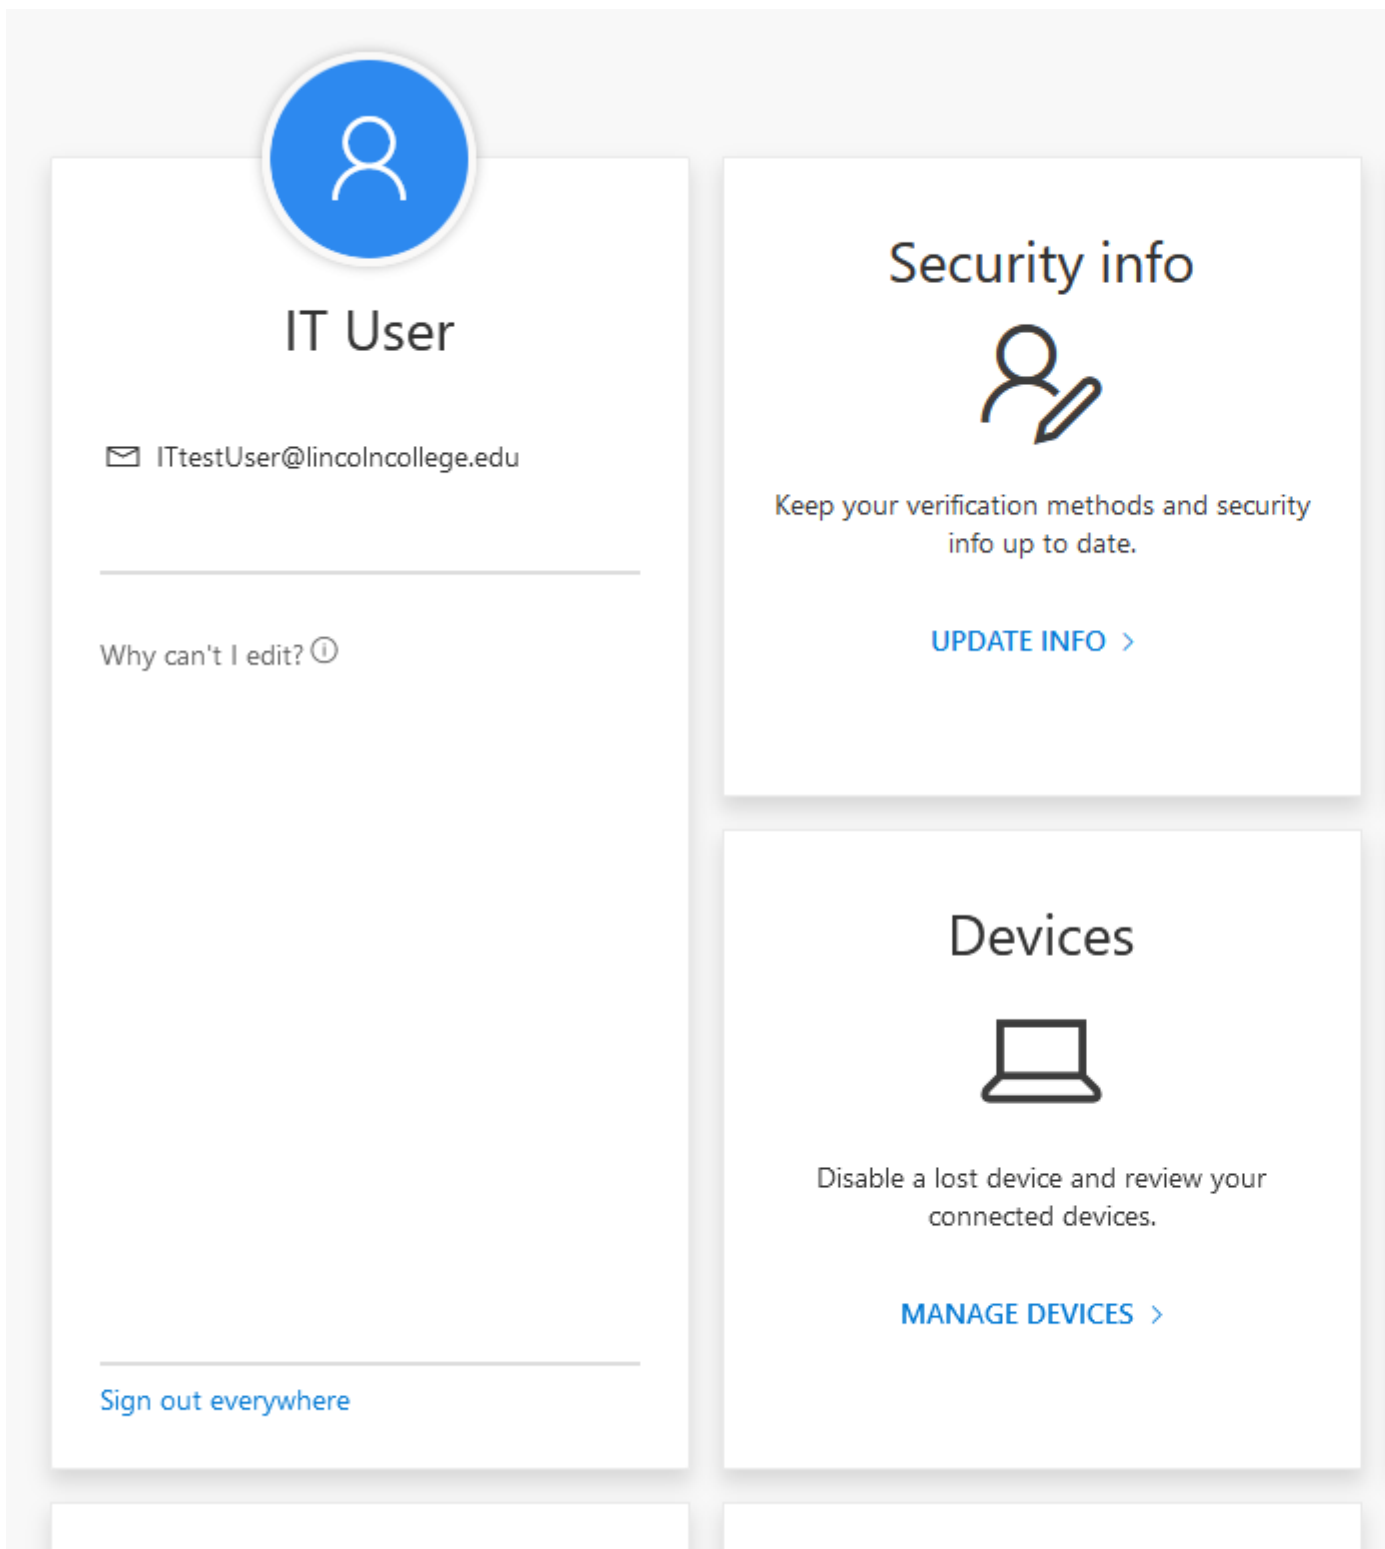 IT User
ITtestUser@lincolncollege.edu
Why can't I edit?
Sign out everywhere
Security info
Keep your verification methods and security
info up to date.
UPDATE INFO >
Devices
Disable a lost device and review your
connected devices.
MANAGE DEVICES >